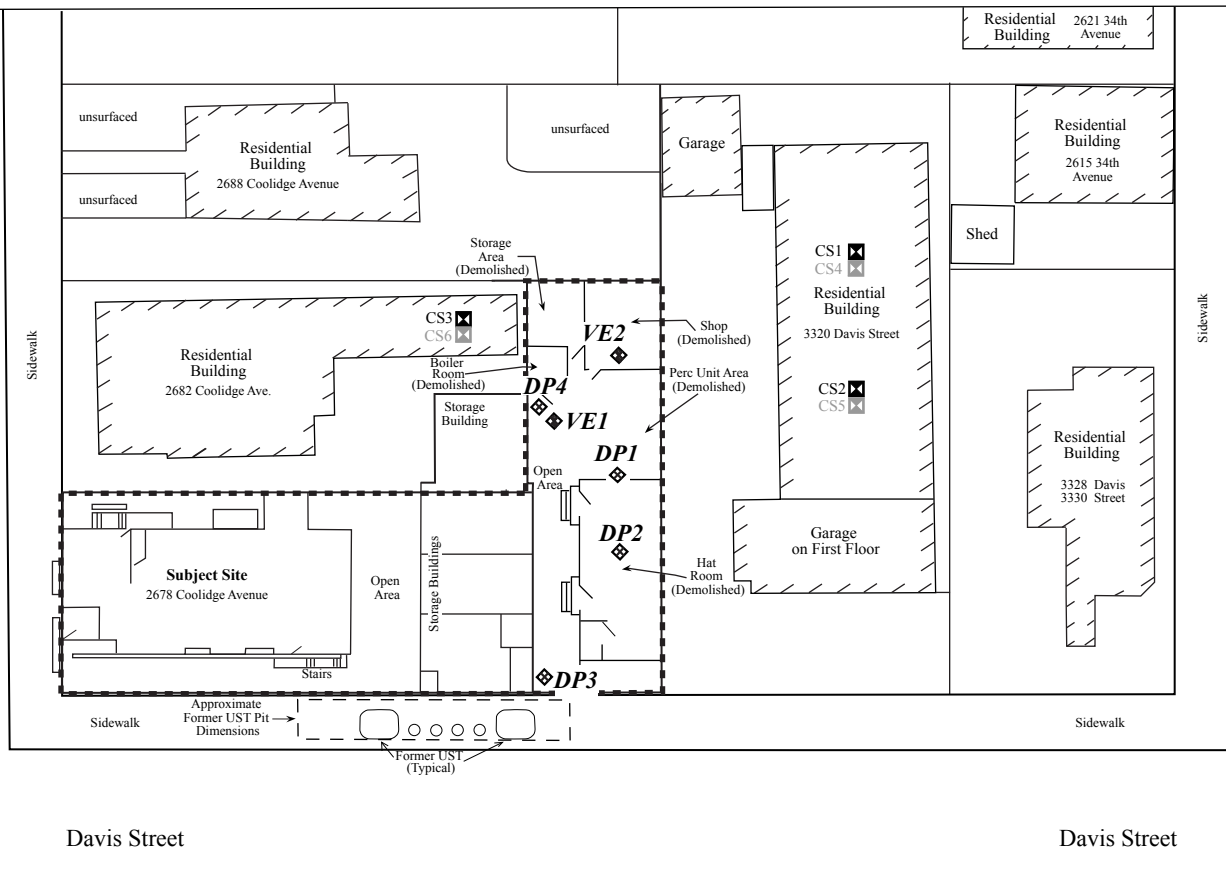 Residential
Building
2621 34th
Avenue
unsurfaced
Residential
Building
2688 Coolidge Avenue
unsurfaced
unsurfaced
Garage
Residential
Building
2615 34th
Avenue
Shed
Storage
Area
(Demolished)
CS1
CS4
Residential
Building
3320 Davis Street
CS2
CS5
CS3
CS6
Residential
Building
2682 Coolidge Ave.
VE2
Shop
(Demolished)
Boiler
Room
(Demolished)
Perc Unit Area
(Demolished)
DP4
VE1
Storage
Building
DP1
Open
Area
DP2
Hat
Room
(Demolished)
Garage
on First Floor
Residential
Building
3328 Davis
3330 Street
Sidewalk
Sidewalk
Subject Site
2678 Coolidge Avenue
Open
Area
Storage Buildings
Stairs
DP3
Sidewalk
Approximate
Former UST Pit
Dimensions
Former UST
(Typical)
Sidewalk
Davis Street
Davis Street